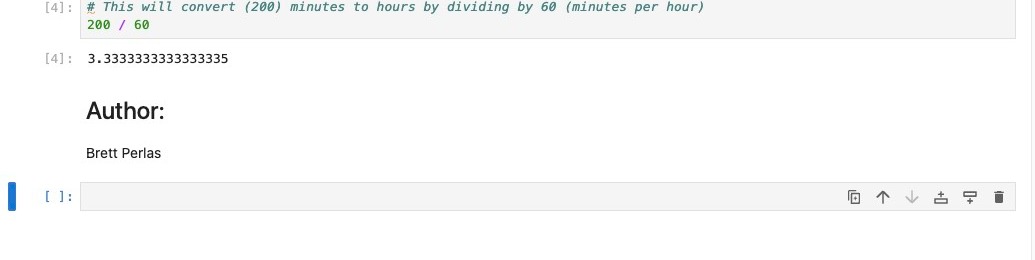 [4]: # This will convert (200) minutes to hours by dividing by 60 (minutes per hour)
200 / 60
[4]: 3.3333333333333335
Author:
Brett Perlas
[ ]: